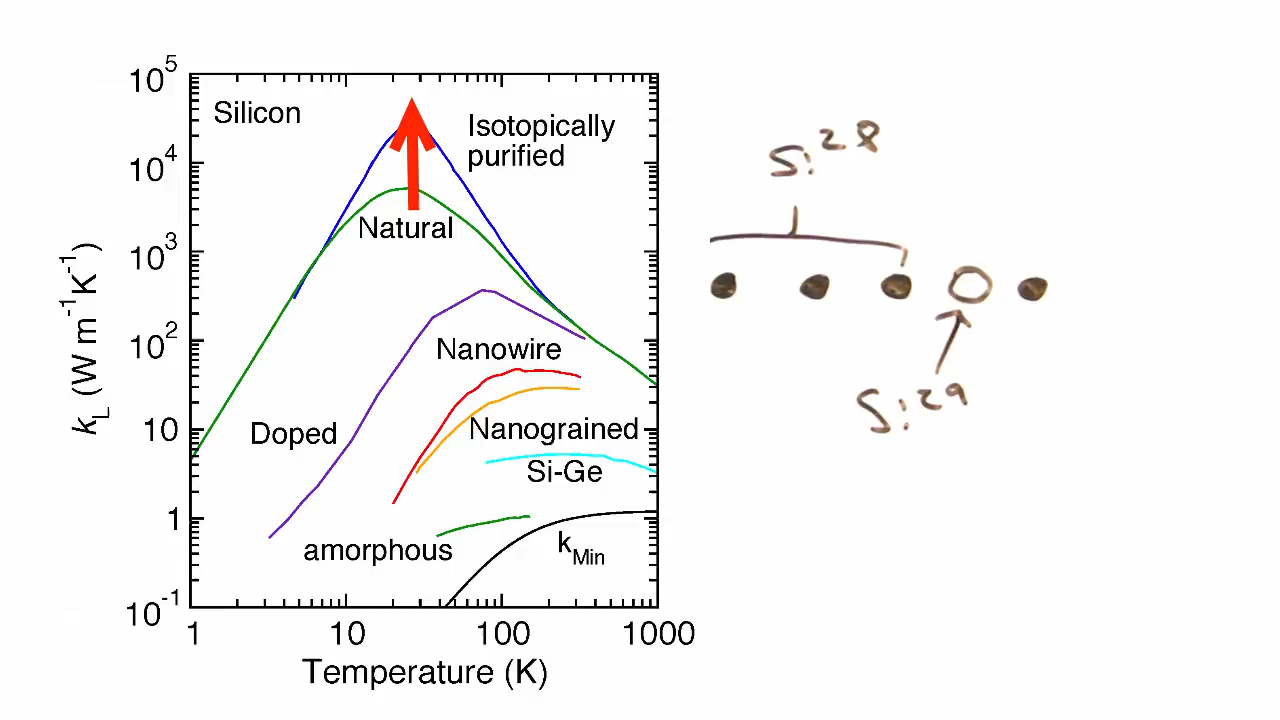 10^5
Silicon
Isotopically
purified
10^4
Natural
10^3
k_L (W m^-1 K^-1)
10^2
Nanowire
10
Doped
Nanograined
Si-Ge
1
amorphous
k_Min
10^-1
1 10 100 1000
Temperature (K)
Si^28
Si^29